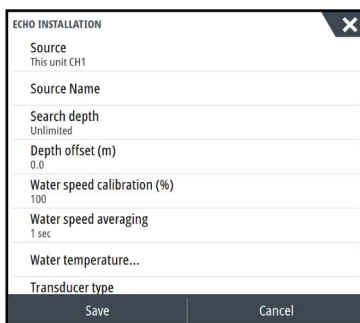 ECHO INSTALLATION
Source
This unit CH1
Source Name
Search depth
Unlimited
Depth offset (m)
0.0
Water speed calibration (%)
100
Water speed averaging
1 sec
Water temperature...
Transducer type
Save
Cancel